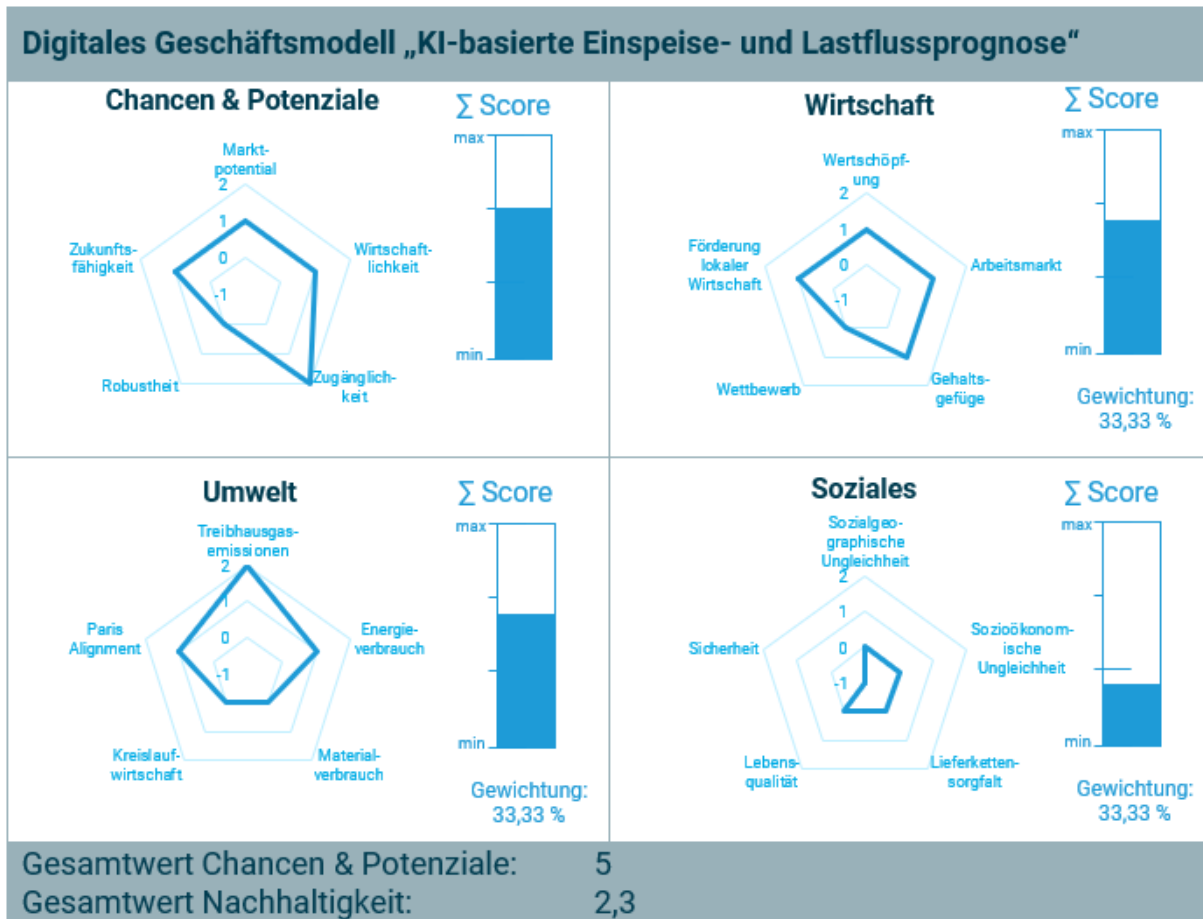 Digitales Geschäftsmodell „KI-basierte Einspeise- und Lastflussprognose“
Chancen & Potenziale
∑ Score
max
min
Markt-
potential
2
1
0
-1
Wirtschaft-
lichkeit
Zugänglich-
keit
Robustheit
Zukunfts-
fähigkeit
Wirtschaft
∑ Score
max
min
Wertschöpf-
ung
2
1
0
-1
Arbeitsmarkt
Gehalts-
gefüge
Wettbewerb
Förderung
lokaler
Wirtschaft
Gewichtung:
33,33 %
Umwelt
∑ Score
max
min
Treibhausgas-
emissionen
2
1
0
-1
Energie-
verbrauch
Material-
verbrauch
Kreislauf-
wirtschaft
Paris
Alignment
Gewichtung:
33,33 %
Soziales
∑ Score
max
min
Sozialgeo-
graphische
Ungleichheit
2
1
0
-1
Sozioökonom-
ische
Ungleichheit
Lieferketten-
sorgfalt
Lebens-
qualität
Sicherheit
Gewichtung:
33,33 %
Gesamtwert Chancen & Potenziale: 5
Gesamtwert Nachhaltigkeit: 2,3